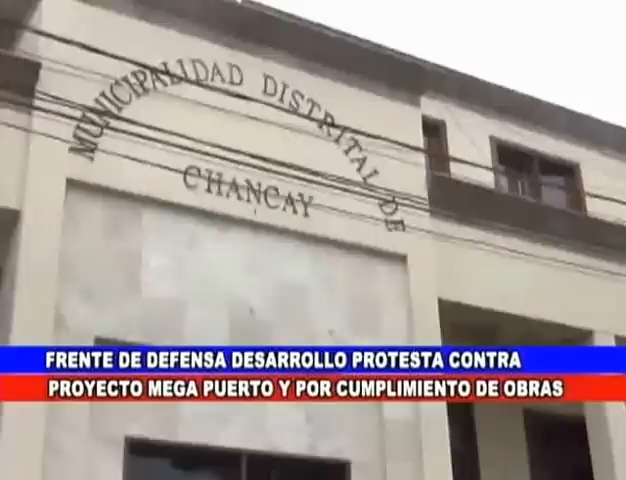 MUNICIPALIDAD DISTRITAL DE
CHANCAY
FRENTE DE DEFENSA DESARROLLO PROTESTA CONTRA
PROYECTO MEGA PUERTO Y POR CUMPLIMIENTO DE OBRAS